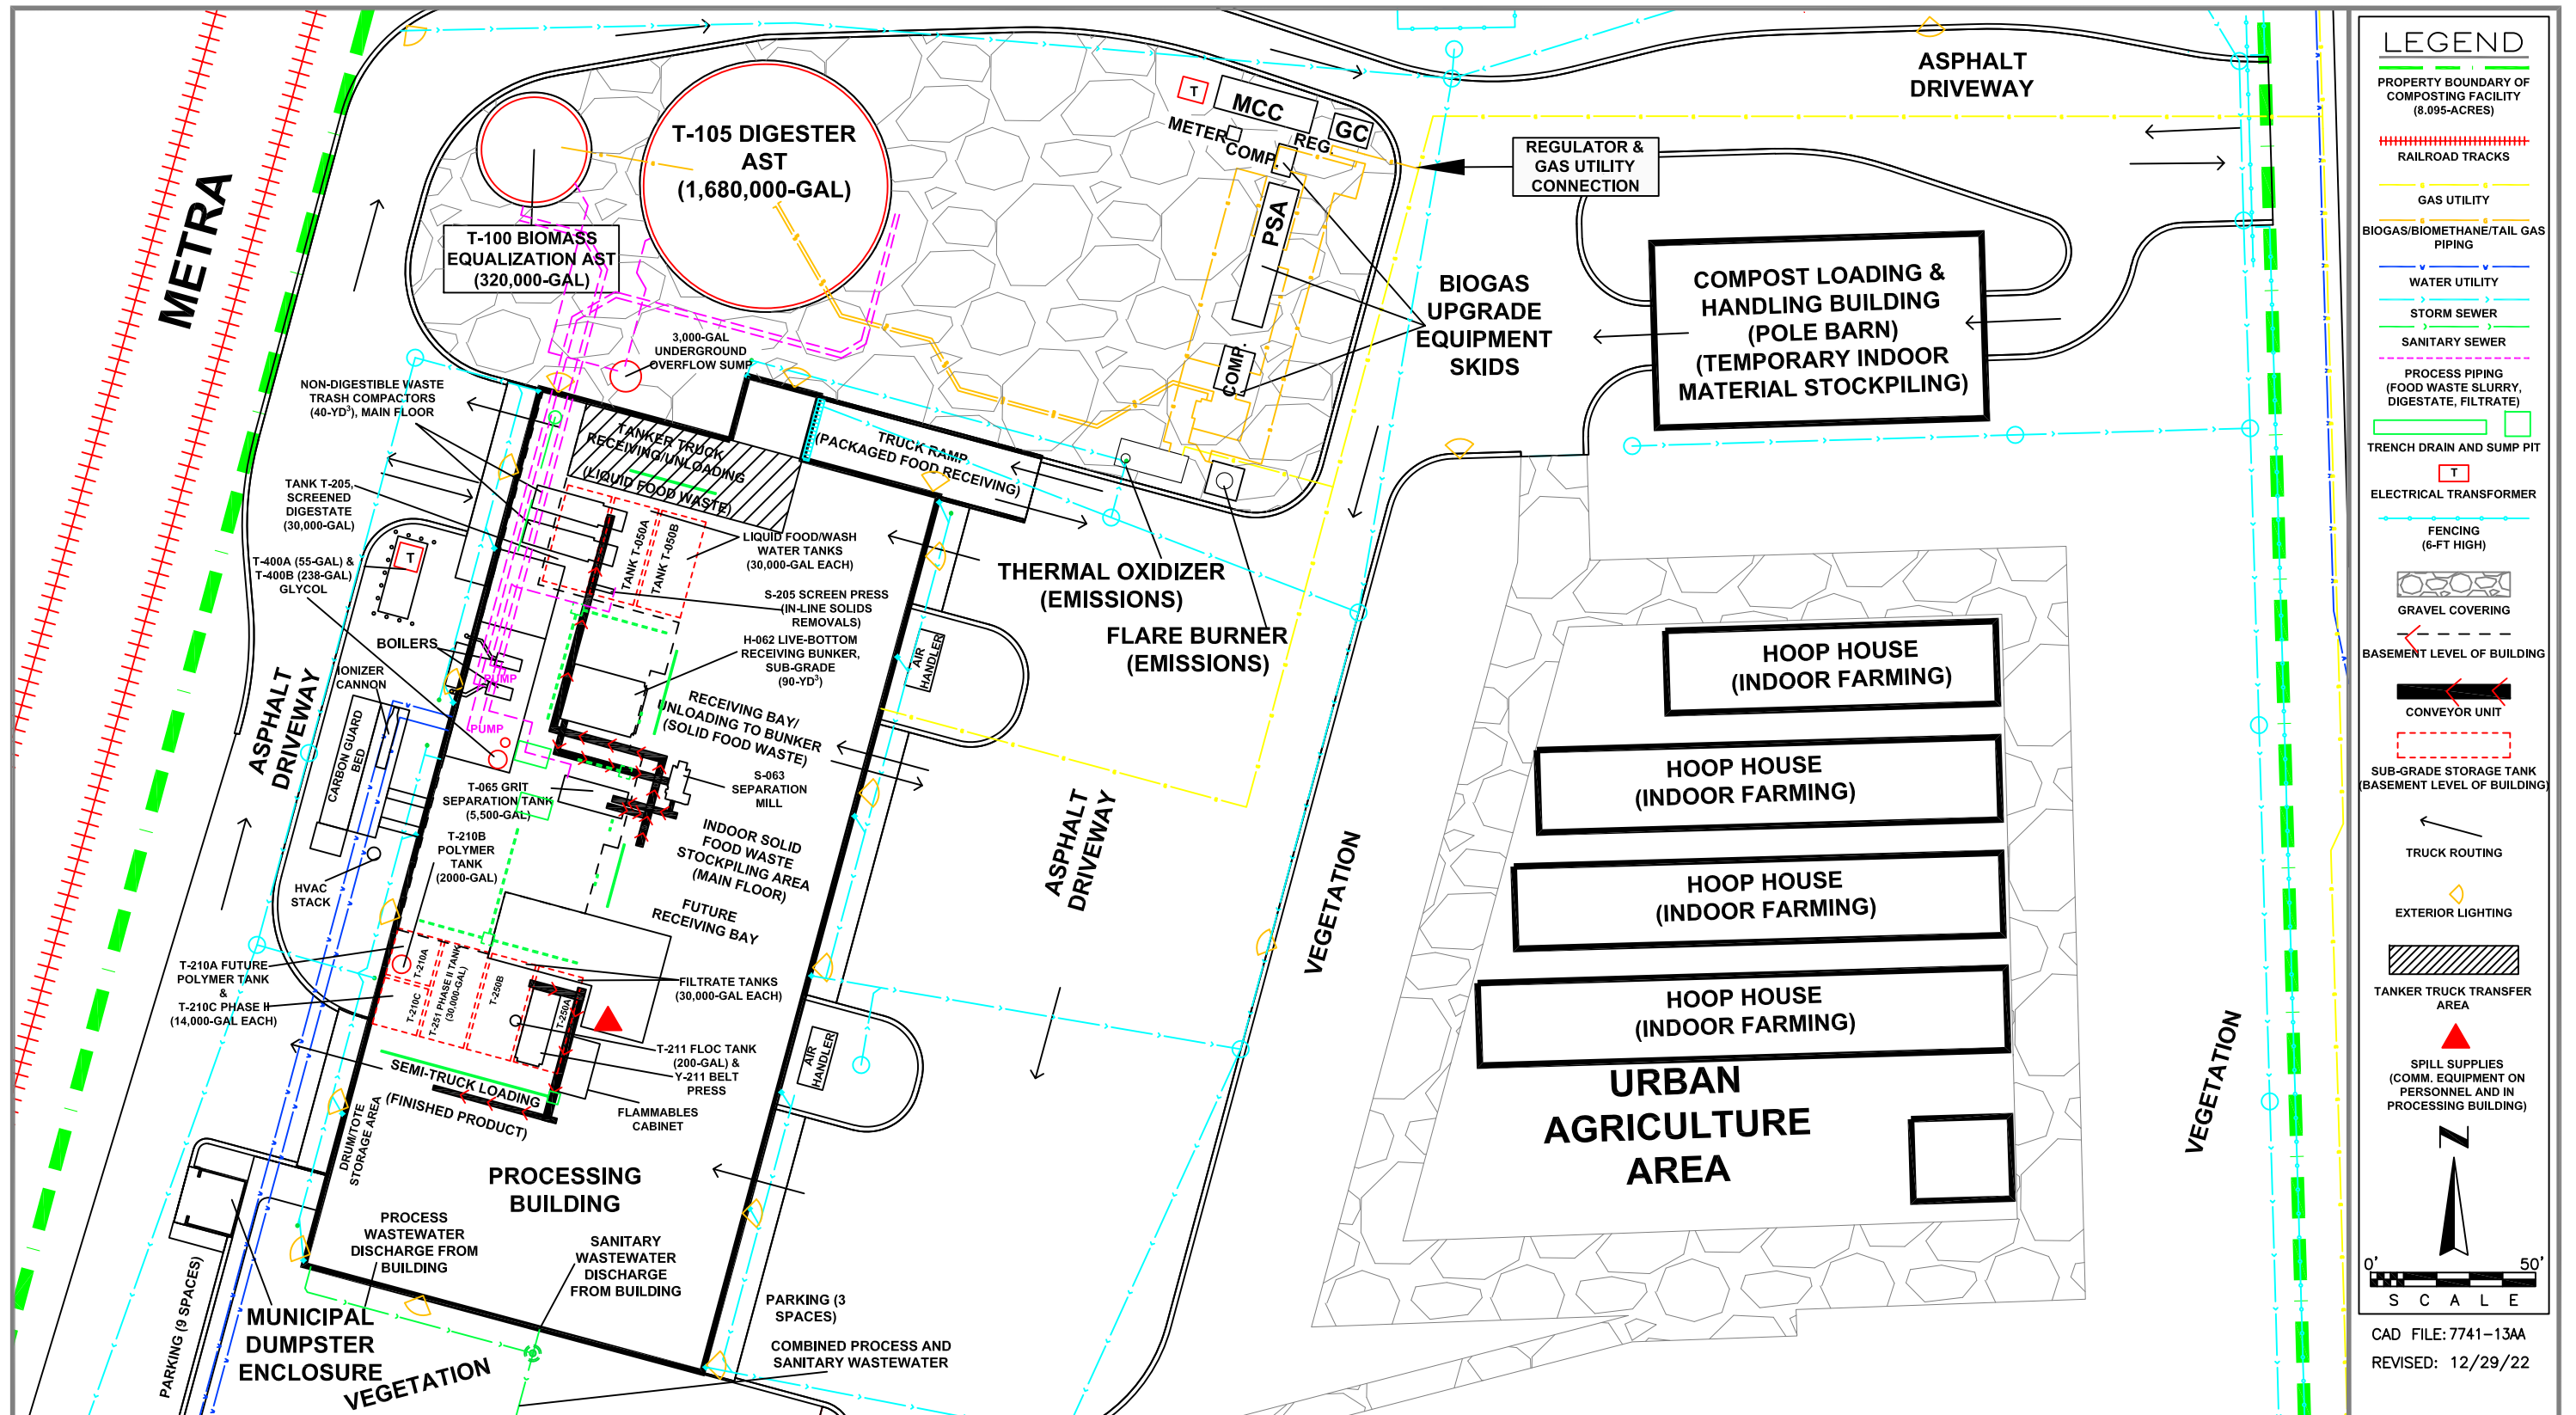 METRA
T-105 DIGESTER
AST
(1,680,000-GAL)
T-100 BIOMASS
EQUALIZATION AST
(320,000-GAL)
3,000-GAL
UNDERGROUND
OVERFLOW SUMP
T
MCC
GC
METER
REG.
COMP.
PSA
COMP.
REGULATOR &
GAS UTILITY
CONNECTION
ASPHALT
DRIVEWAY
BIOGAS
UPGRADE
EQUIPMENT
SKIDS
COMPOST LOADING &
HANDLING BUILDING
(POLE BARN)
(TEMPORARY INDOOR
MATERIAL STOCKPILING)
NON-DIGESTIBLE WASTE
TRASH COMPACTORS
(40-YD³), MAIN FLOOR
TANKER TRUCK
RECEIVING/UNLOADING
(LIQUID FOOD WASTE)
TRUCK RAMP
(PACKAGED FOOD RECEIVING)
TANK T-205,
SCREENED
DIGESTATE
(30,000-GAL)
T
T-400A (55-GAL) &
T-400B (238-GAL)
GLYCOL
TANK T-050A
TANK T-050B
LIQUID FOOD/WASH
WATER TANKS
(30,000-GAL EACH)
THERMAL OXIDIZER
(EMISSIONS)
FLARE BURNER
(EMISSIONS)
S-205 SCREEN PRESS
(IN-LINE SOLIDS
REMOVALS)
H-062 LIVE-BOTTOM
RECEIVING BUNKER,
SUB-GRADE
(90-YD³)
AIR
HANDLER
BOILERS
PUMP
IONIZER
CANNON
PUMP
ASPHALT
DRIVEWAY
CARBON GUARD
BED
RECEIVING BAY/
UNLOADING TO BUNKER
(SOLID FOOD WASTE)
S-063
SEPARATION
MILL
T-065 GRIT
SEPARATION TANK
(5,500-GAL)
T-210B
POLYMER
TANK
(2000-GAL)
HVAC
STACK
INDOOR SOLID
FOOD WASTE
STOCKPILING AREA
(MAIN FLOOR)
FUTURE
RECEIVING BAY
ASPHALT
DRIVEWAY
VEGETATION
HOOP HOUSE
(INDOOR FARMING)
HOOP HOUSE
(INDOOR FARMING)
HOOP HOUSE
(INDOOR FARMING)
HOOP HOUSE
(INDOOR FARMING)
URBAN
AGRICULTURE
AREA
VEGETATION
T-210A FUTURE
POLYMER TANK
&
T-210C PHASE II
(14,000-GAL EACH)
T-210A
T-210C
T-251 PHASE II TANK
(30,000-GAL)
T-250B
T-250A
FILTRATE TANKS
(30,000-GAL EACH)
T-211 FLOC TANK
(200-GAL) &
Y-211 BELT
PRESS
FLAMMABLES
CABINET
AIR
HANDLER
SEMI-TRUCK LOADING
(FINISHED PRODUCT)
DRUM/TOTE
STORAGE AREA
PROCESSING
BUILDING
PROCESS
WASTEWATER
DISCHARGE FROM
BUILDING
SANITARY
WASTEWATER
DISCHARGE
FROM BUILDING
PARKING (9 SPACES)
MUNICIPAL
DUMPSTER
ENCLOSURE
VEGETATION
PARKING (3
SPACES)
COMBINED PROCESS AND
SANITARY WASTEWATER
LEGEND
PROPERTY BOUNDARY OF
COMPOSTING FACILITY
(8.095-ACRES)
RAILROAD TRACKS
GAS UTILITY
BIOGAS/BIOMETHANE/TAIL GAS
PIPING
WATER UTILITY
STORM SEWER
SANITARY SEWER
PROCESS PIPING
(FOOD WASTE SLURRY,
DIGESTATE, FILTRATE)
TRENCH DRAIN AND SUMP PIT
T
ELECTRICAL TRANSFORMER
FENCING
(6-FT HIGH)
GRAVEL COVERING
BASEMENT LEVEL OF BUILDING
CONVEYOR UNIT
SUB-GRADE STORAGE TANK
(BASEMENT LEVEL OF BUILDING)
TRUCK ROUTING
EXTERIOR LIGHTING
TANKER TRUCK TRANSFER
AREA
SPILL SUPPLIES
(COMM. EQUIPMENT ON
PERSONNEL AND IN
PROCESSING BUILDING)
N
0' 50'
SCALE
CAD FILE: 7741-13AA
REVISED: 12/29/22